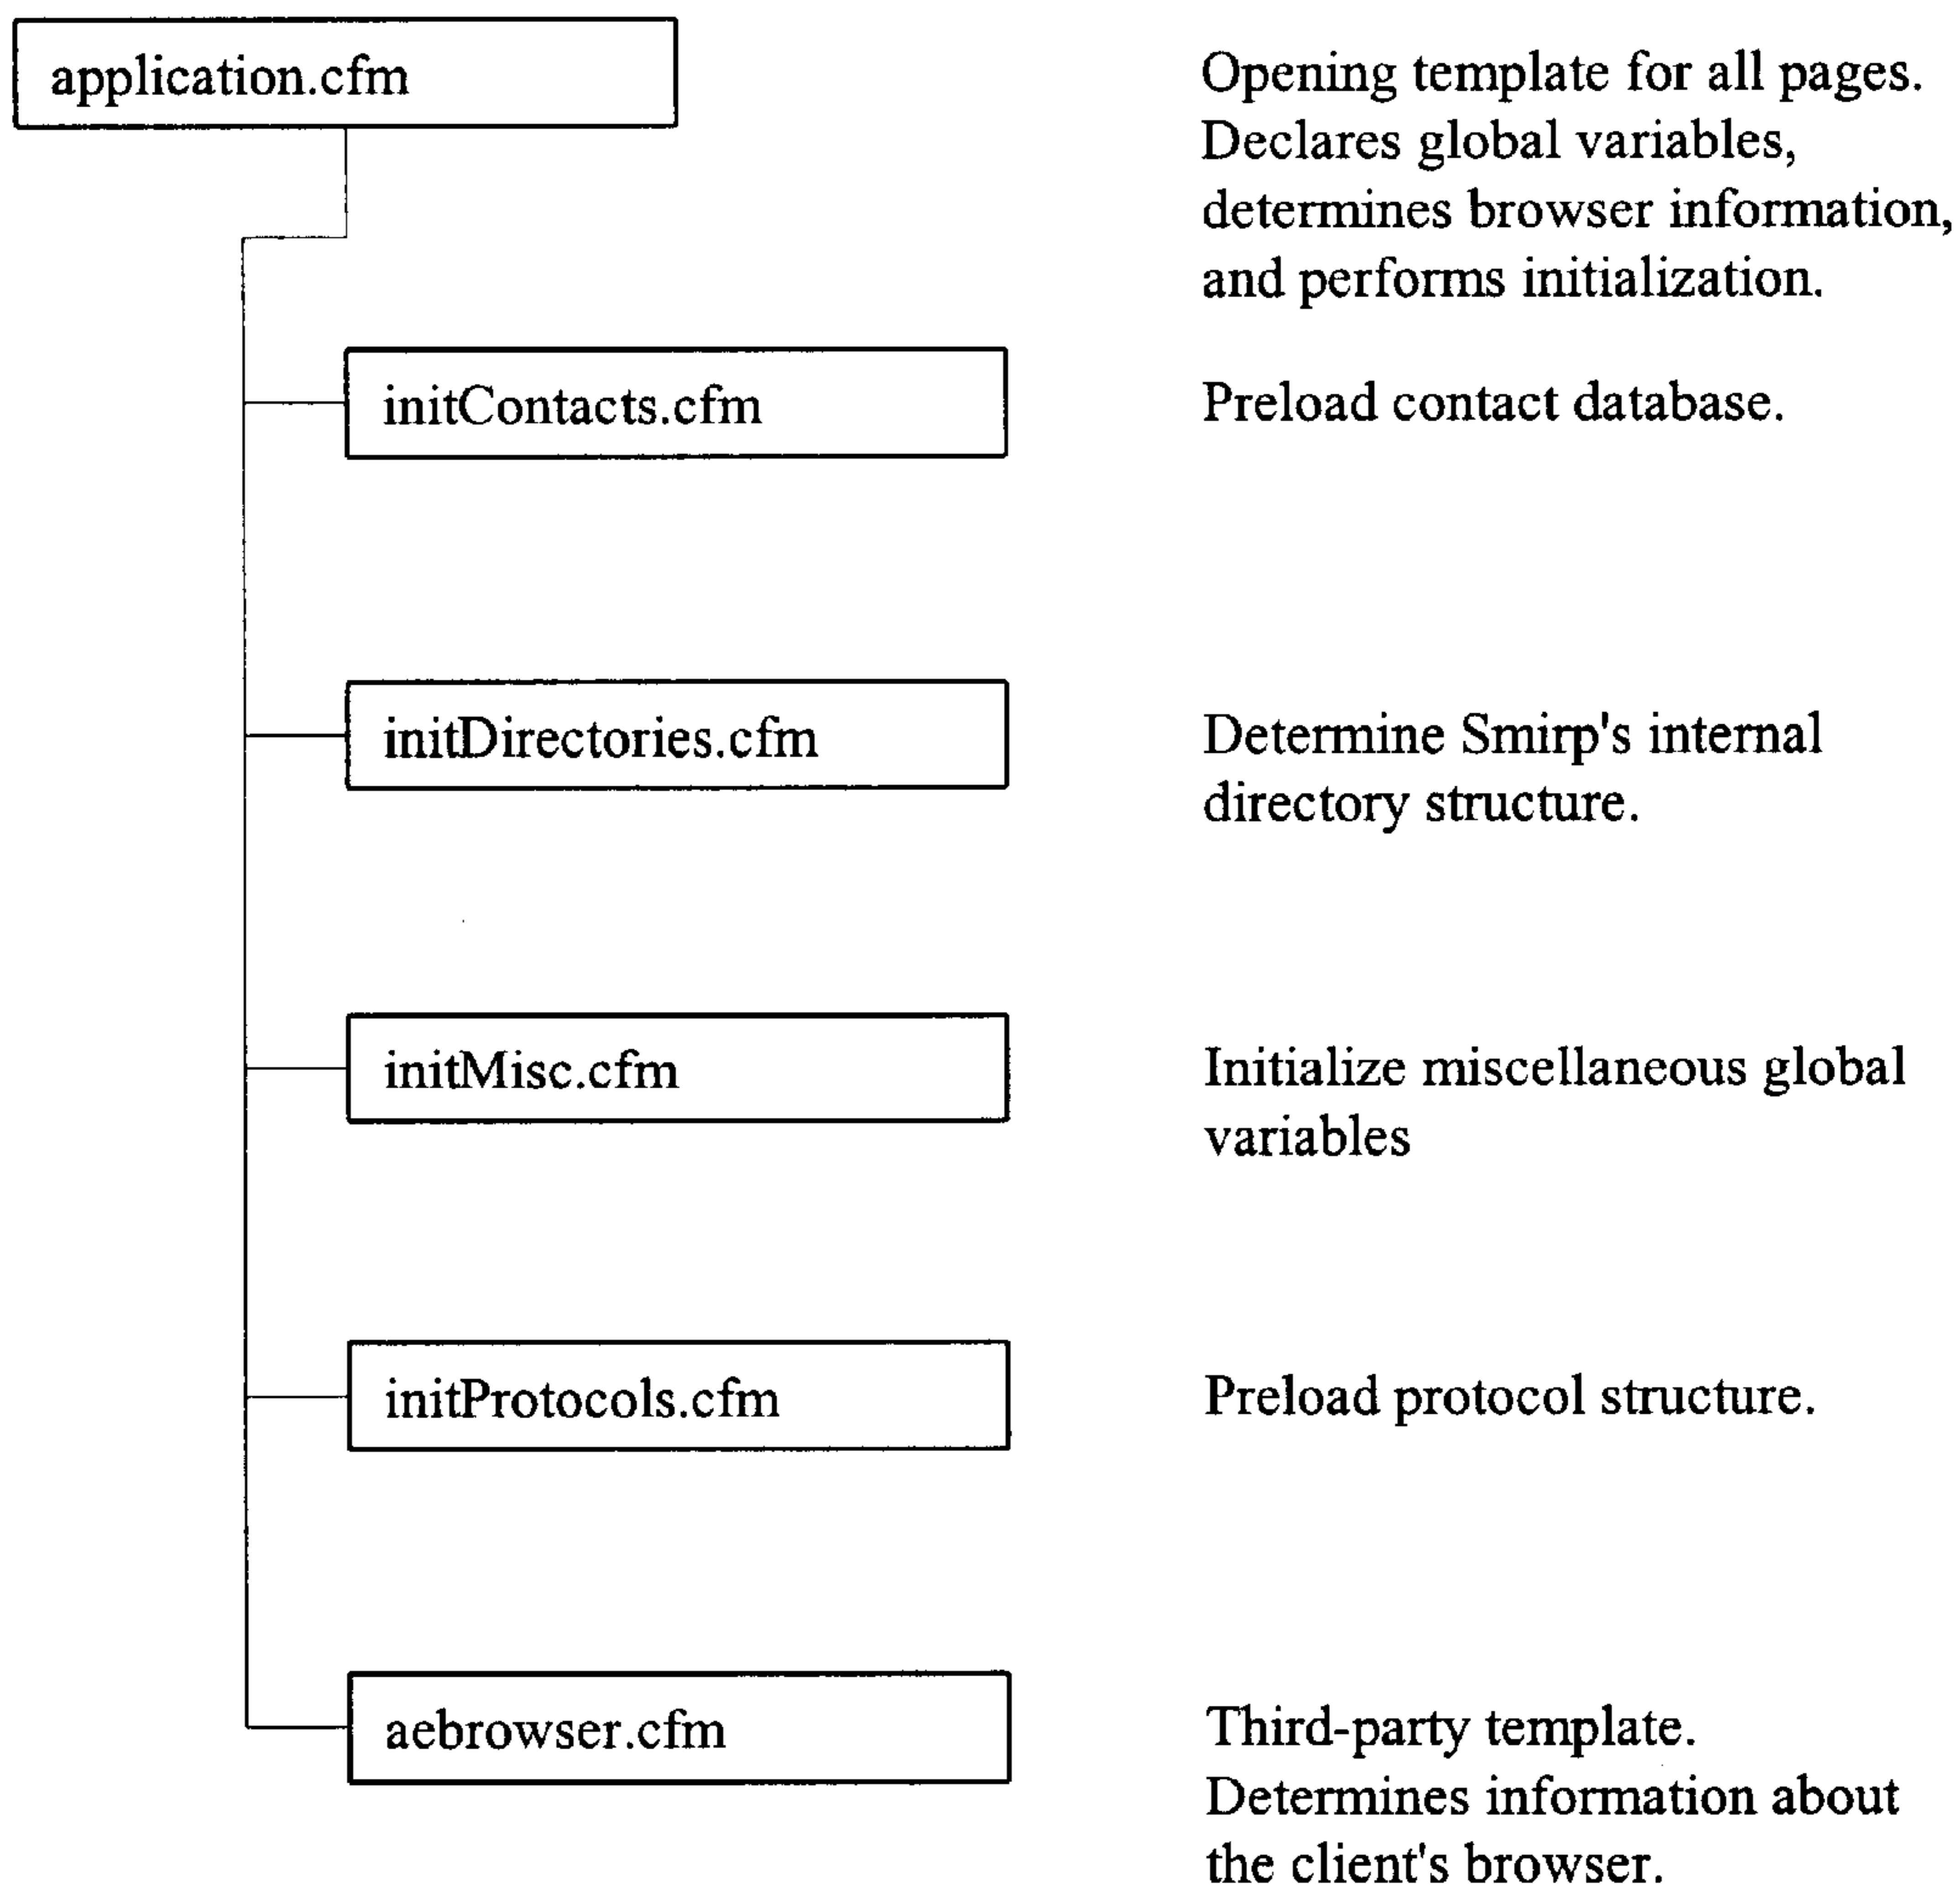 application.cfm
Opening template for all pages.
Declares global variables,
determines browser information,
and performs initialization.
initContacts.cfm
Preload contact database.
initDirectories.cfm
Determine Smirp's internal
directory structure.
initMisc.cfm
Initialize miscellaneous global
variables
initProtocols.cfm
Preload protocol structure.
aebrowser.cfm
Third-party template.
Determines information about
the client's browser.